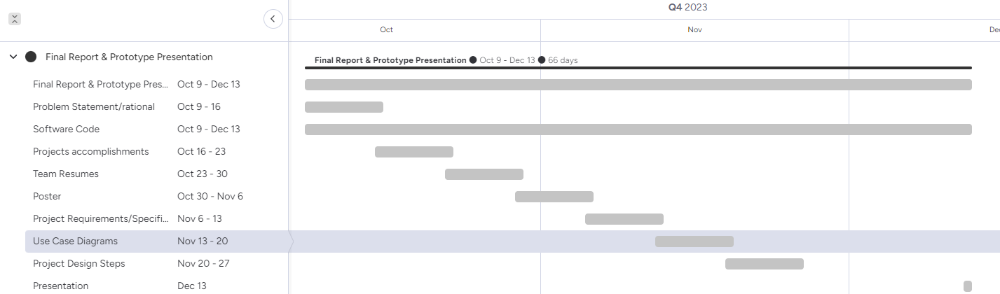 Q4 2023
Oct Nov Dec
Final Report & Prototype Presentation
Final Report & Prototype Presentation Oct 9 - Dec 13 66 days
Final Report & Prototype Pres... Oct 9 - Dec 13
Problem Statement/rational Oct 9 - 16
Software Code Oct 9 - Dec 13
Projects accomplishments Oct 16 - 23
Team Resumes Oct 23 - 30
Poster Oct 30 - Nov 6
Project Requirements/Specifi... Nov 6 - 13
Use Case Diagrams Nov 13 - 20
Project Design Steps Nov 20 - 27
Presentation Dec 13